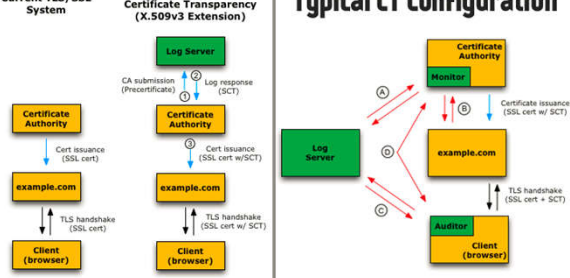 Current TLS/SSL
System
Certificate
Authority
Cert issuance
(SSL cert)
example.com
TLS handshake
(SSL cert)
Client
(browser)
Certificate Transparency
(X.509v3 Extension)
Log Server
CA submission
(Precertificate)
1
2
Log response
(SCT)
Certificate
Authority
3
Cert issuance
(SSL cert w/SCT)
example.com
TLS handshake
(SSL cert w/ SCT)
Client
(browser)
Typical CT Configuration
Certificate
Authority
Monitor
A
B
Certificate issuance
(SSL cert w/ SCT)
Log
Server
D
example.com
C
TLS handshake
(SSL cert + SCT)
Auditor
Client
(browser)